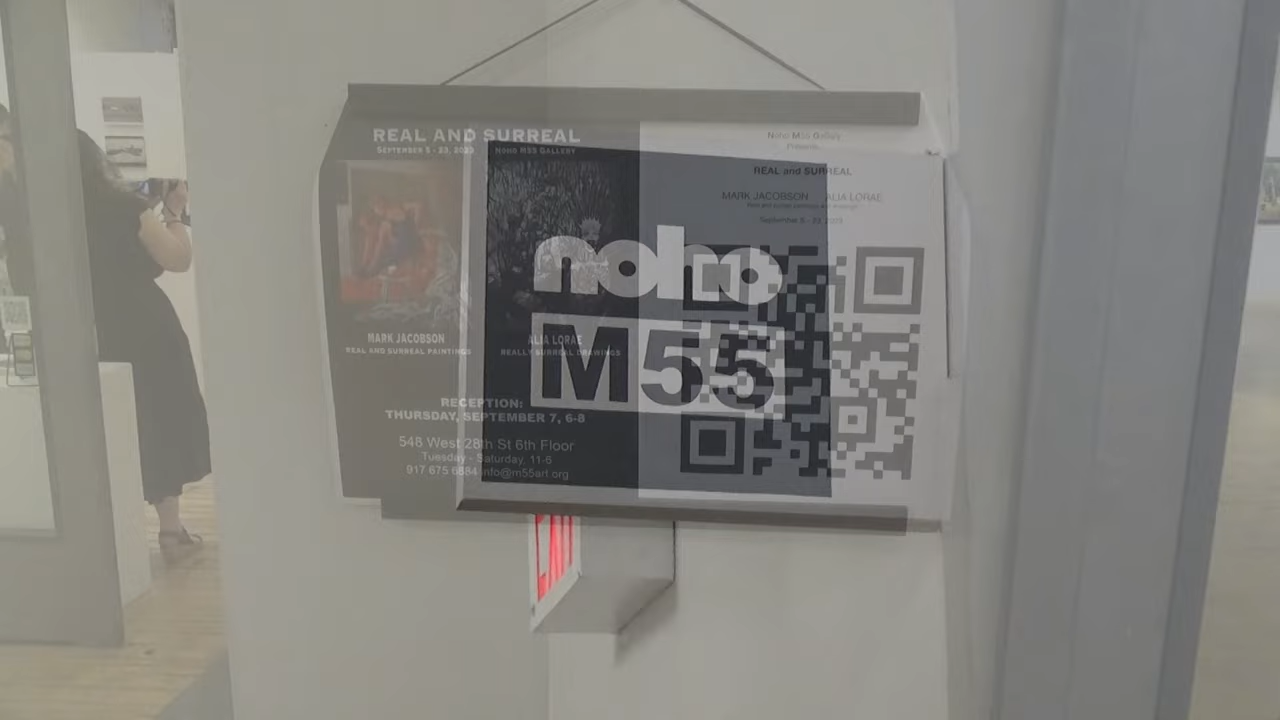 REAL AND SURREAL
SEPTEMBER 5 - 23, 2023 NOHO M55 GALLERY
MARK JACOBSON
REAL AND SURREAL PAINTINGS
ALIA LORAE
REALLY SURREAL DRAWINGS
RECEPTION:
THURSDAY, SEPTEMBER 7, 6-8
548 West 28th St 6th Floor
Tuesday - Saturday, 11-6
917 675 6884 info@m55art.org
noho
M55
Noho M55 Gallery
Presents
REAL and SURREAL
MARK JACOBSON ALIA LORAE
September 5 - 23, 2023